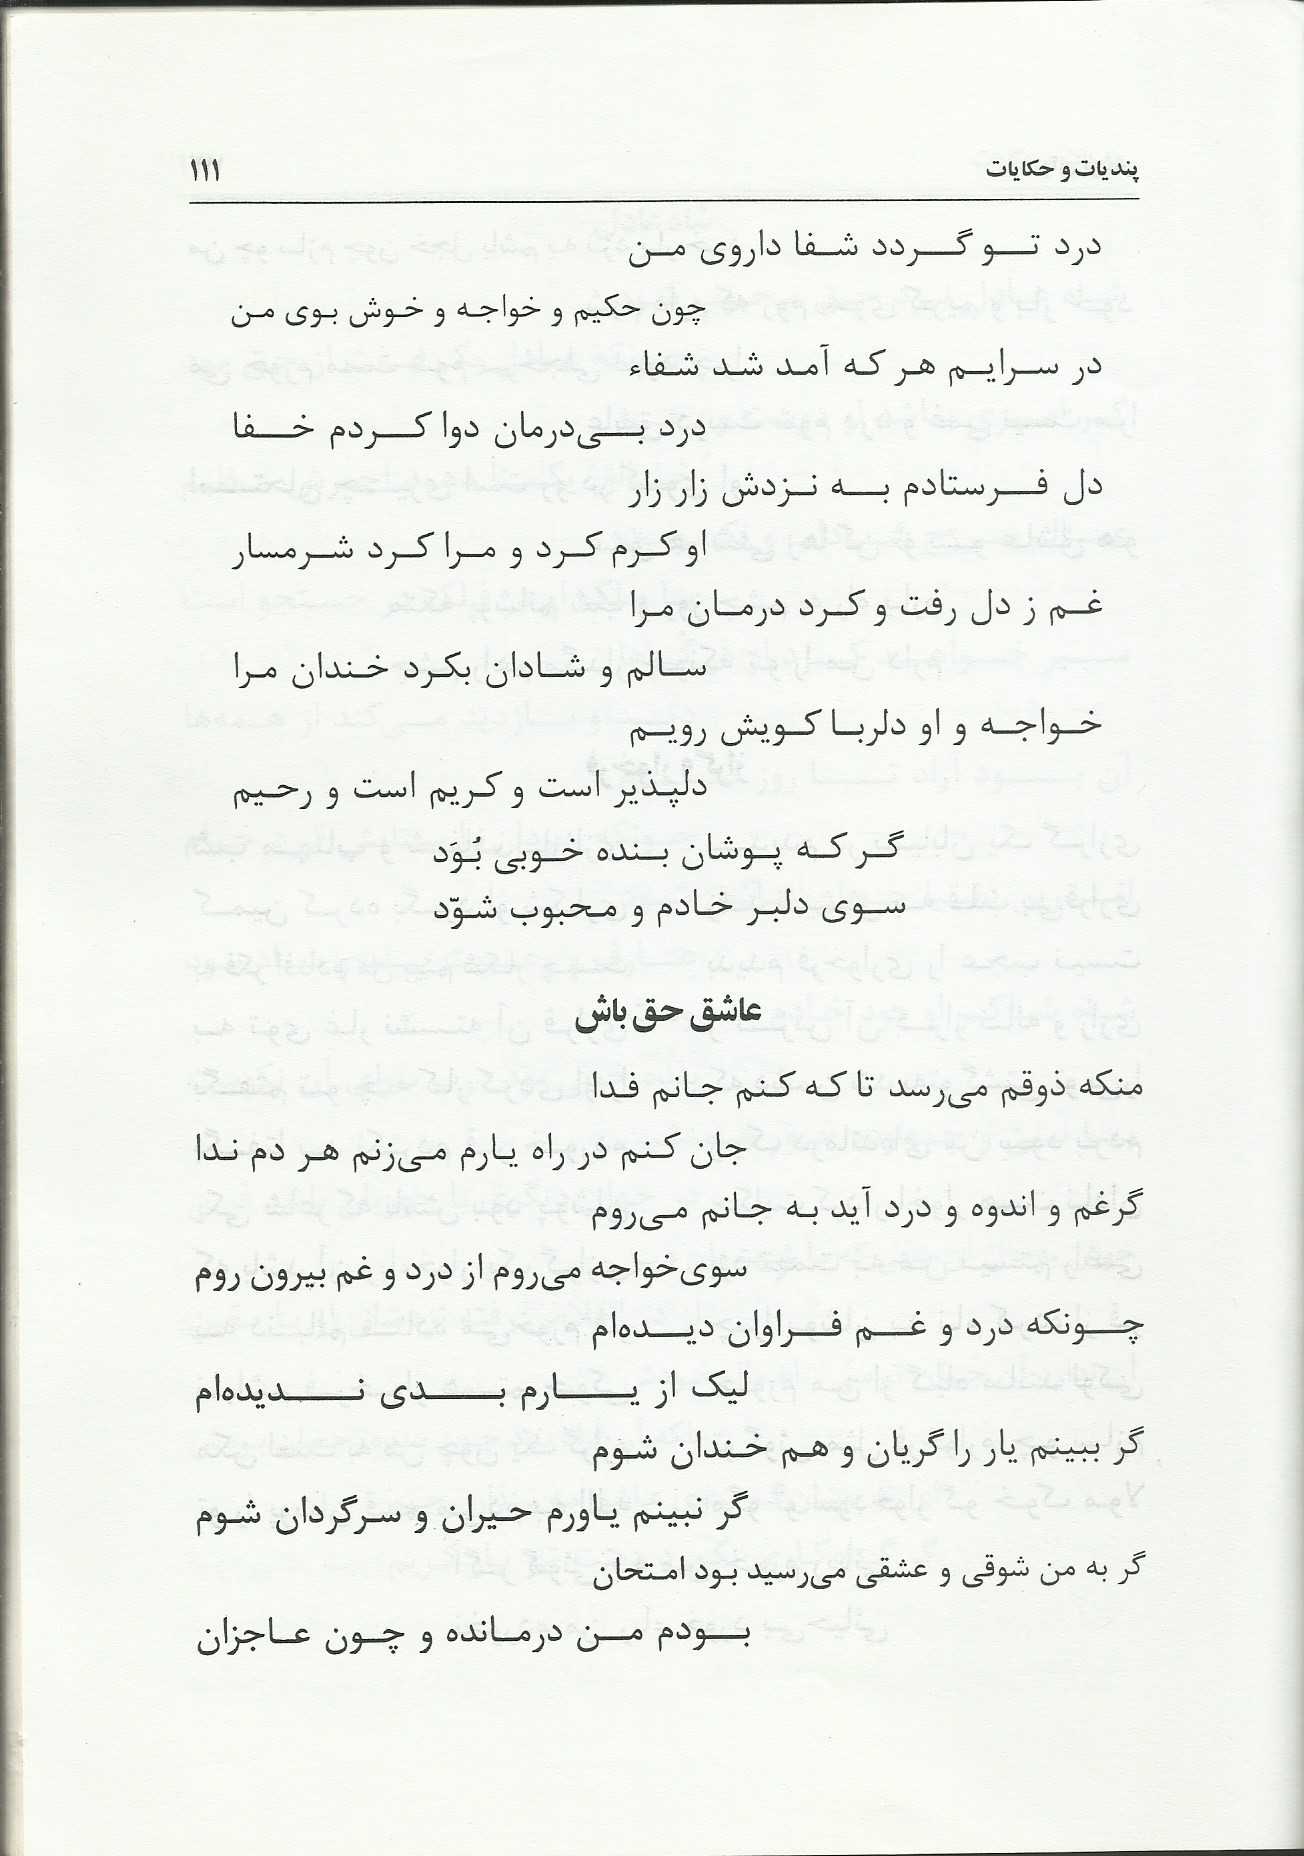 پندیات و حکایات ۱۱۱
درد تو گردد شفا داروی من
چون حکیم و خواجه و خوش بوی من
در سرایم هر که آمد شد شفاء
درد بی‌درمان دوا کردم خفا
دل فرستادم به نزدش زار زار
او کرم کرد و مرا کرد شرمسار
غم ز دل رفت و کرد درمان مرا
سالم و شادان بکرد خندان مرا
خواجه و او دلربا کویش رویم
دلپذیر است و کریم است و رحیم
گر که پوشان بنده خوبی بُوَد
سوی دلبر خادم و محبوب شوّد
عاشق حق باش
منکه ذوقم می‌رسد تا که کنم جانم فدا
جان کنم در راه یارم می‌زنم هر دم ندا
گرغم و اندوه و درد آید به جانم می‌روم
سوی‌خواجه می‌روم از درد و غم بیرون روم
چونکه درد و غم فراوان دیده‌ام
لیک از یارم بدی ندیده‌ام
گر ببینم یار را گریان و هم خندان شوم
گر نبینم یاورم حیران و سرگردان شوم
گر به من شوقی و عشقی می‌رسید بود امتحان
بودم من درمانده و چون عاجزان